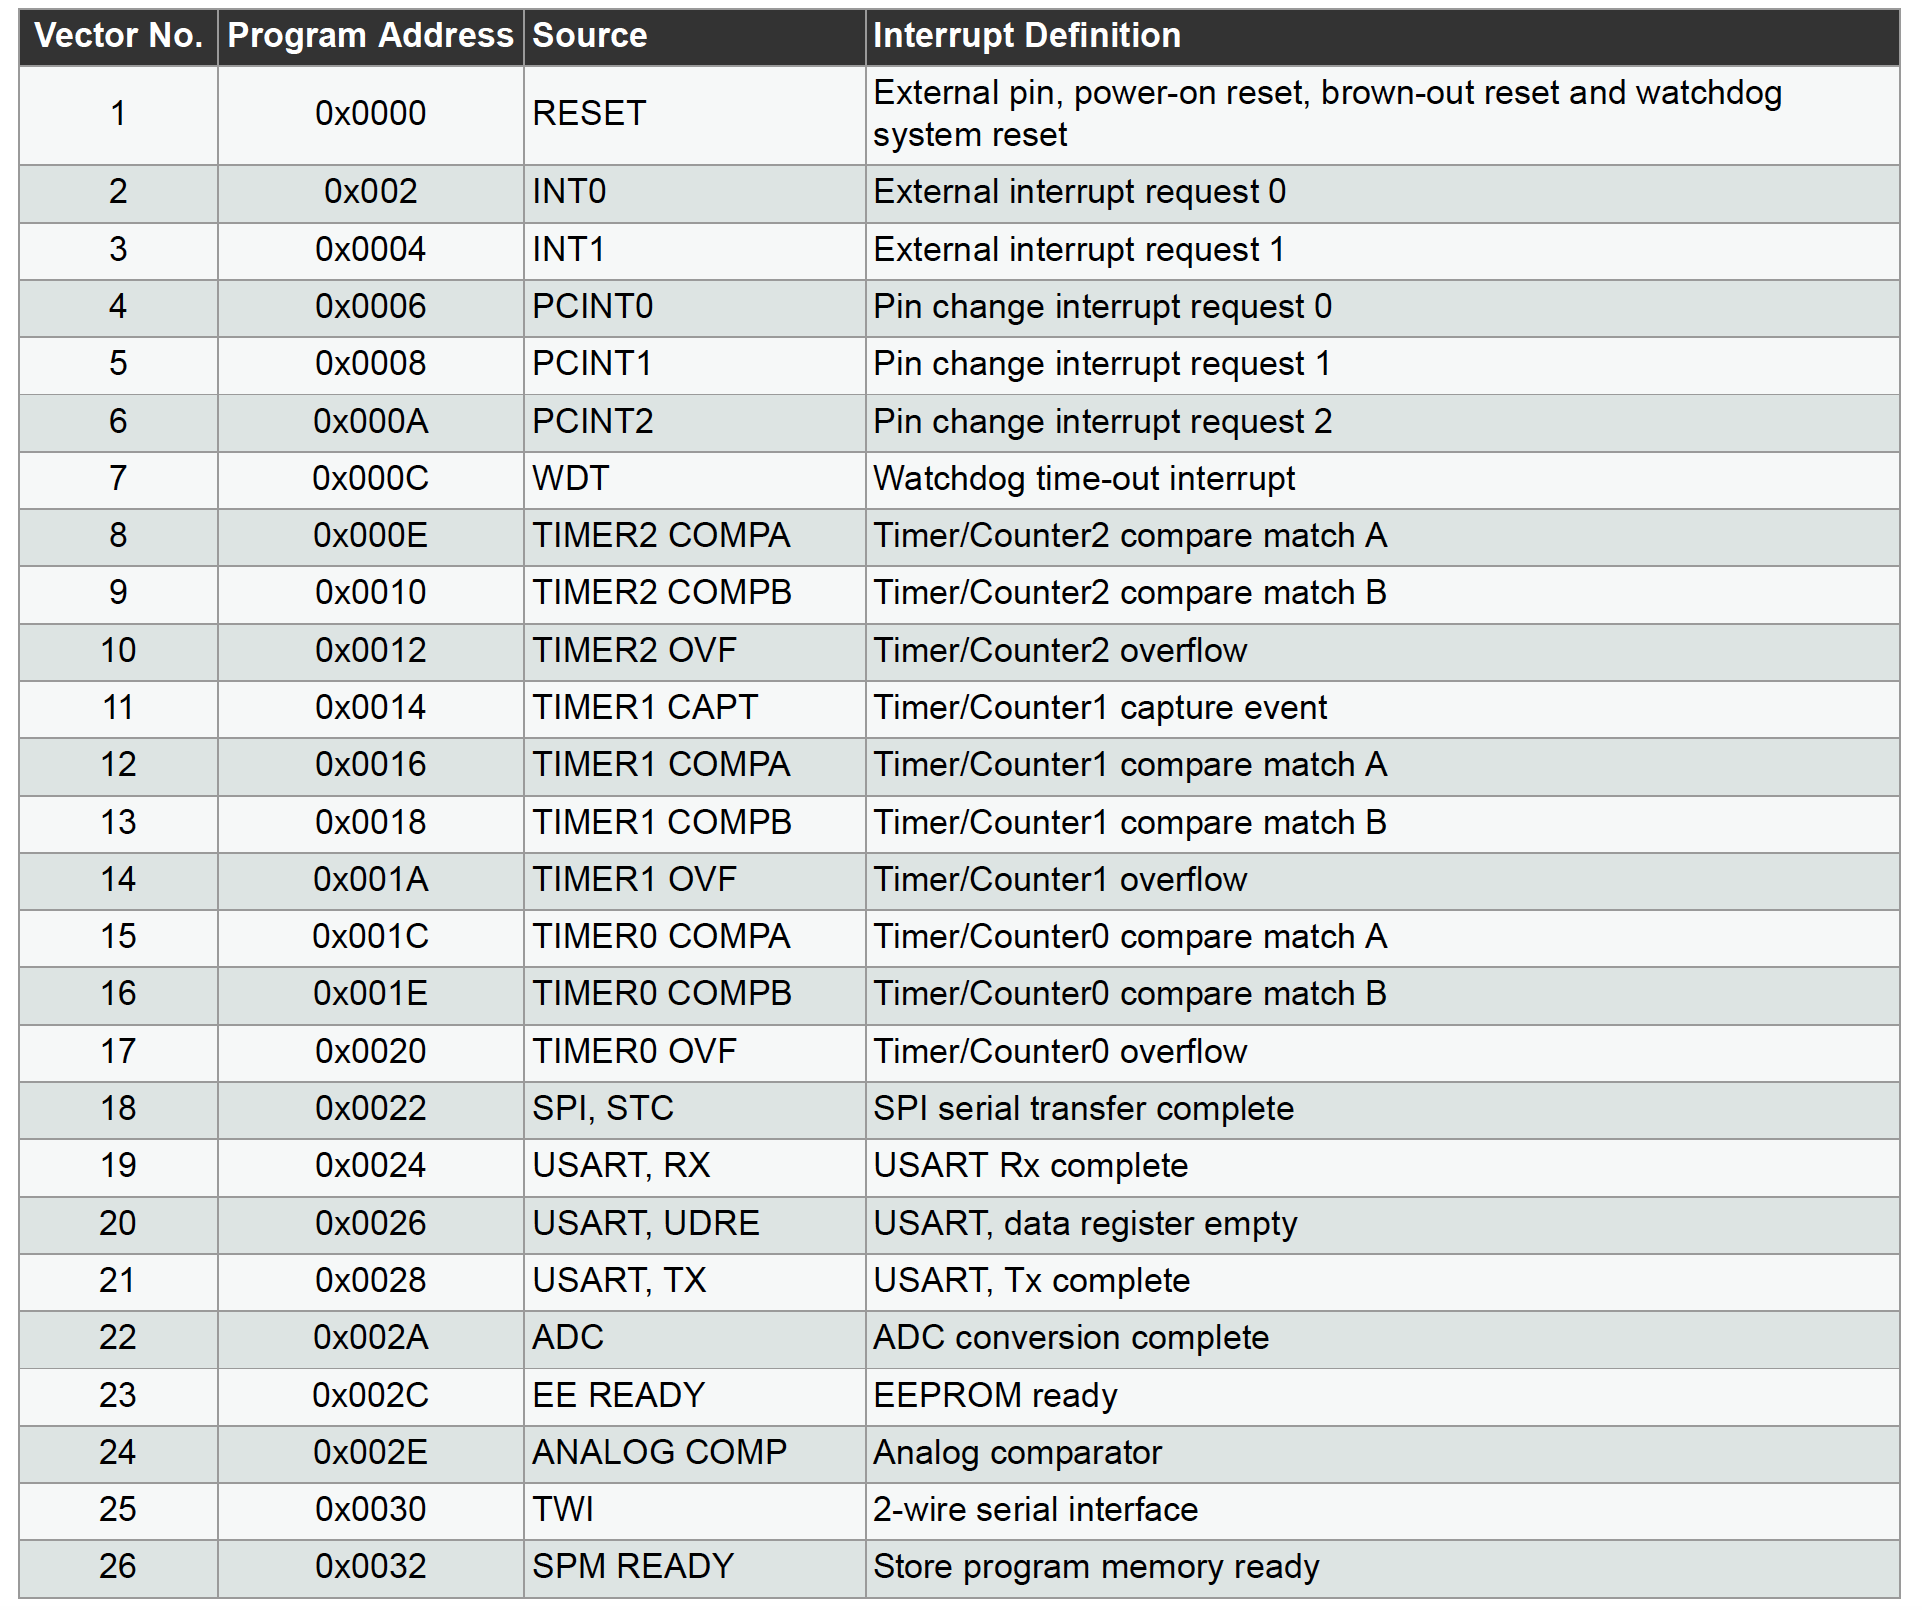 Vector No. Program Address Source Interrupt Definition
1 0x0000 RESET External pin, power-on reset, brown-out reset and watchdog
system reset
2 0x002 INT0 External interrupt request 0
3 0x0004 INT1 External interrupt request 1
4 0x0006 PCINT0 Pin change interrupt request 0
5 0x0008 PCINT1 Pin change interrupt request 1
6 0x000A PCINT2 Pin change interrupt request 2
7 0x000C WDT Watchdog time-out interrupt
8 0x000E TIMER2 COMPA Timer/Counter2 compare match A
9 0x0010 TIMER2 COMPB Timer/Counter2 compare match B
10 0x0012 TIMER2 OVF Timer/Counter2 overflow
11 0x0014 TIMER1 CAPT Timer/Counter1 capture event
12 0x0016 TIMER1 COMPA Timer/Counter1 compare match A
13 0x0018 TIMER1 COMPB Timer/Counter1 compare match B
14 0x001A TIMER1 OVF Timer/Counter1 overflow
15 0x001C TIMER0 COMPA Timer/Counter0 compare match A
16 0x001E TIMER0 COMPB Timer/Counter0 compare match B
17 0x0020 TIMER0 OVF Timer/Counter0 overflow
18 0x0022 SPI, STC SPI serial transfer complete
19 0x0024 USART, RX USART Rx complete
20 0x0026 USART, UDRE USART, data register empty
21 0x0028 USART, TX USART, Tx complete
22 0x002A ADC ADC conversion complete
23 0x002C EE READY EEPROM ready
24 0x002E ANALOG COMP Analog comparator
25 0x0030 TWI 2-wire serial interface
26 0x0032 SPM READY Store program memory ready